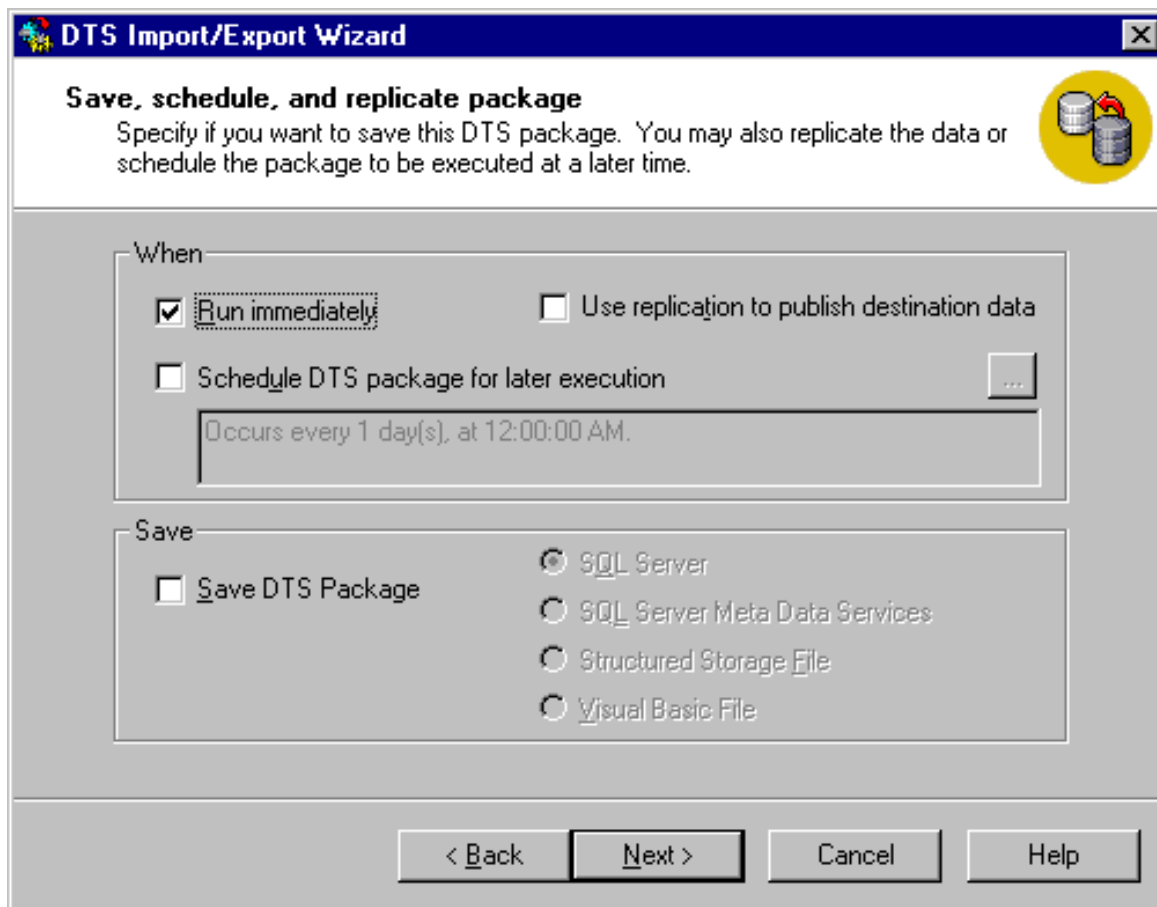 DTS Import/Export Wizard
Save, schedule, and replicate package
Specify if you want to save this DTS package.  You may also replicate the data or
schedule the package to be executed at a later time.
When
Run immediately
Use replication to publish destination data
Schedule DTS package for later execution
...
Occurs every 1 day(s), at 12:00:00 AM.
Save
Save DTS Package
SQL Server
SQL Server Meta Data Services
Structured Storage File
Visual Basic File
< Back
Next >
Cancel
Help